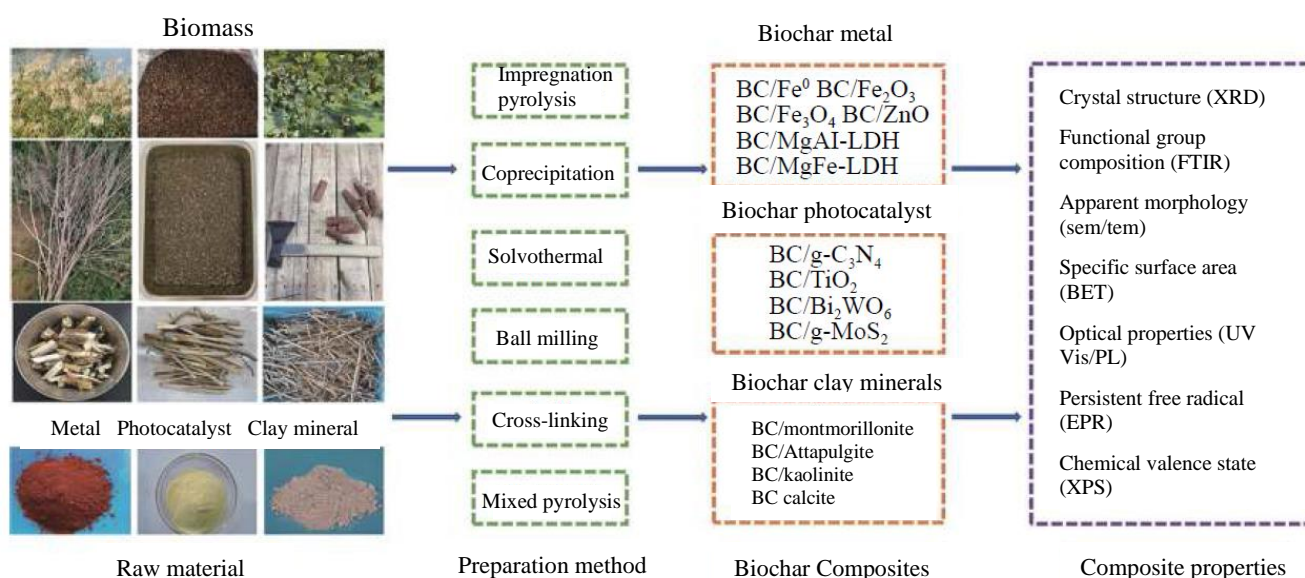 Biomass
Metal Photocatalyst Clay mineral
Raw material
Impregnation
pyrolysis
Coprecipitation
Solvothermal
Ball milling
Cross-linking
Mixed pyrolysis
Preparation method
Biochar metal
BC/Fe⁰ BC/Fe₂O₃
BC/Fe₃O₄ BC/ZnO
BC/MgAI-LDH
BC/MgFe-LDH
Biochar photocatalyst
BC/g-C₃N₄
BC/TiO₂
BC/Bi₂WO₆
BC/g-MoS₂
Biochar clay minerals
BC/montmorillonite
BC/Attapulgite
BC/kaolinite
BC calcite
Biochar Composites
Crystal structure (XRD)
Functional group
composition (FTIR)
Apparent morphology
(sem/tem)
Specific surface area
(BET)
Optical properties (UV
Vis/PL)
Persistent free radical
(EPR)
Chemical valence state
(XPS)
Composite properties